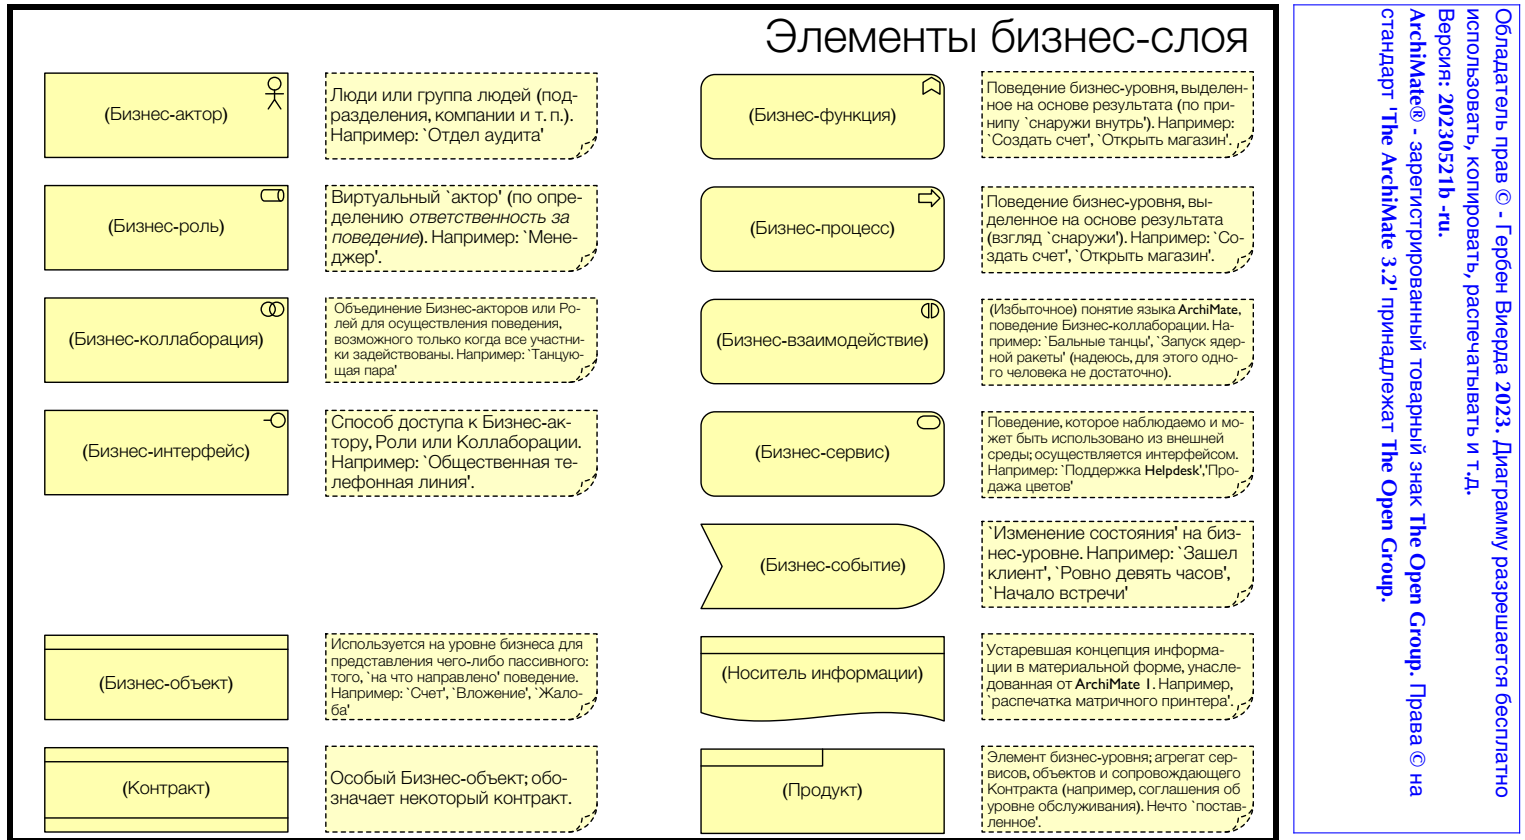 Элементы бизнес-слоя
(Бизнес-актор)
Люди или группа людей (под-
разделения, компании и т. п.).
Например: `Отдел аудита'
(Бизнес-функция)
Поведение бизнес-уровня, выделен-
ное на основе результата (по при-
нипу `снаружи внутрь'). Например:
`Создать счет', `Открыть магазин'.
(Бизнес-роль)
Виртуальный `актор' (по опре-
делению ответственность за
поведение). Например: `Мене-
джер'.
(Бизнес-процесс)
Поведение бизнес-уровня, вы-
деленное на основе результата
(взгляд `снаружи'). Например: `Со-
здать счет', `Открыть магазин'.
(Бизнес-коллаборация)
Объединение Бизнес-акторов или Ро-
лей для осуществления поведения,
возможного только когда все участни-
ки задействованы. Например: `Танцую-
щая пара'
(Бизнес-взаимодействие)
(Избыточное) понятие языка ArchiMate,
поведение Бизнес-коллаборации. На-
пример: `Бальные танцы', `Запуск ядер-
ной ракеты' (надеюсь, для этого одно-
го человека не достаточно).
(Бизнес-интерфейс)
Способ доступа к Бизнес-ак-
тору, Роли или Коллаборации.
Например: `Общественная те-
лефонная линия'.
(Бизнес-сервис)
Поведение, которое наблюдаемо и мо-
жет быть использовано из внешней
среды; осуществляется интерфейсом.
Например: `Поддержка Helpdesk','Про-
дажа цветов'
(Бизнес-событие)
`Изменение состояния' на биз-
нес-уровне. Например: `Зашел
клиент', `Ровно девять часов',
`Начало встречи'
(Бизнес-объект)
Используется на уровне бизнеса для
представления чего-либо пассивного:
того, `на что направлено' поведение.
Например: `Счет', `Вложение', `Жало-
ба'
(Носитель информации)
Устаревшая концепция информа-
ции в материальной форме, унасле-
дованная от ArchiMate 1. Например,
`распечатка матричного принтера'.
(Контракт)
Особый Бизнес-объект; обо-
значает некоторый контракт.
(Продукт)
Элемент бизнес-уровня; агрегат сер-
висов, объектов и сопровождающего
Контракта (например, соглашения об
уровне обслуживания). Нечто `постав-
ленное'.
Обладатель прав © - Гербен Виерда 2023. Диаграмму разрешается бесплатно
использовать, копировать, распечатывать и т.д.
Версия: 20230521b -ru.
ArchiMate® - зарегистрированный товарный знак The Open Group. Права © на
стандарт 'The ArchiMate 3.2' принадлежат The Open Group.